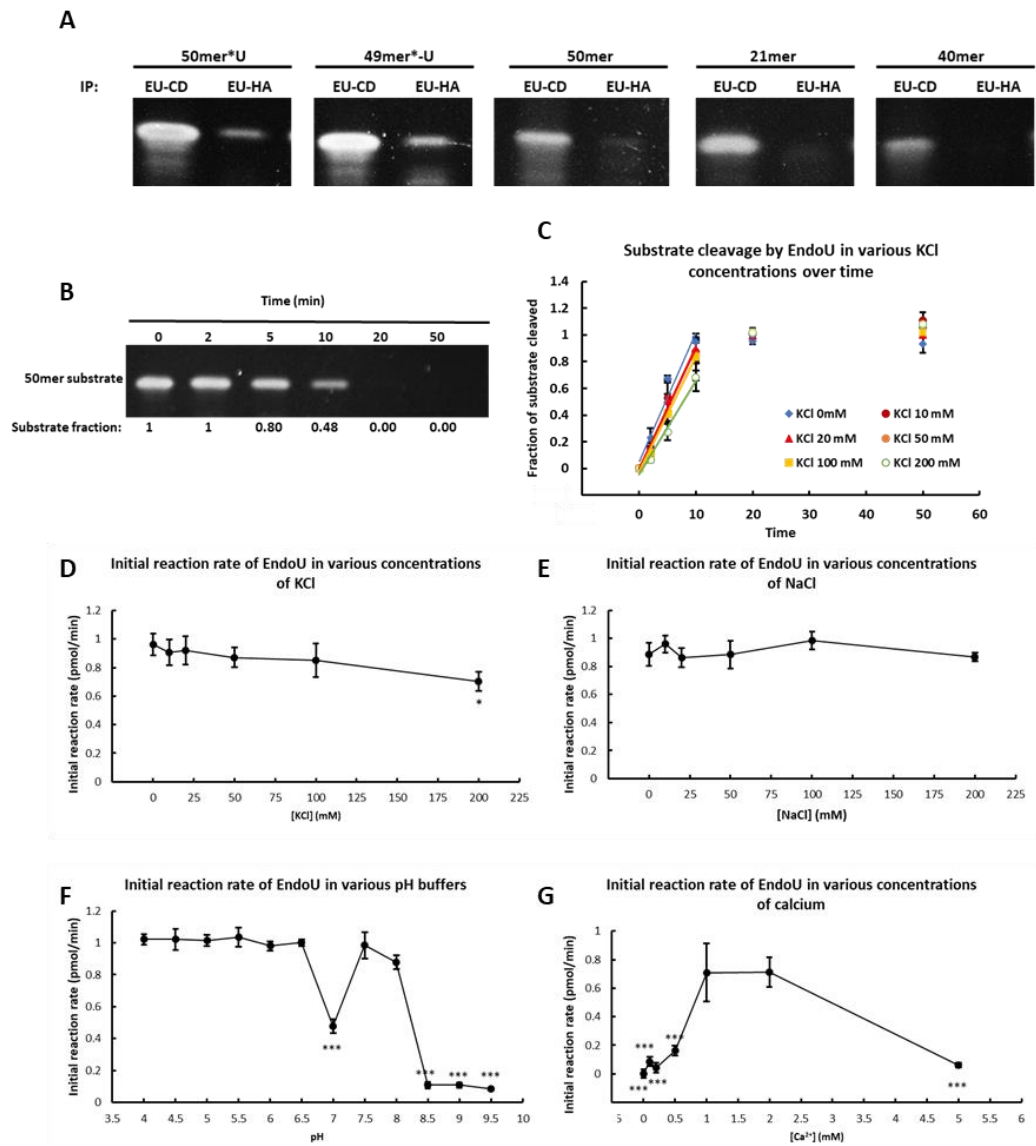 A
50mer*U 49mer*-U 50mer 21mer 40mer
IP: EU-CD EU-HA EU-CD EU-HA EU-CD EU-HA EU-CD EU-HA EU-CD EU-HA
B
Time (min)
0 2 5 10 20 50
50mer substrate
Substrate fraction: 1 1 0.80 0.48 0.00 0.00
C
Substrate cleavage by EndoU in various KCl
concentrations over time
Fraction of substrate cleaved
1.4
1.2
1
0.8
0.6
0.4
0.2
0
KCl 0mM KCl 10 mM
KCl 20 mM KCl 50 mM
KCl 100 mM KCl 200 mM
0 10 20 30 40 50 60
Time
D
Initial reaction rate of EndoU in various concentrations
of KCl
Initial reaction rate (pmol/min)
1.2
1
0.8
0.6
0.4
0.2
0
*
0 25 50 75 100 125 150 175 200 225
[KCl] (mM)
E
Initial reaction rate of EndoU in various concentrations
of NaCl
Initial reaction rate (pmol/min)
1.2
1
0.8
0.6
0.4
0.2
0
0 25 50 75 100 125 150 175 200 225
[NaCl] (mM)
F
Initial reaction rate of EndoU in various pH buffers
Initial reaction rate (pmol/min)
1.2
1
0.8
0.6
0.4
0.2
0
***
*** *** ***
3.5 4 4.5 5 5.5 6 6.5 7 7.5 8 8.5 9 9.5 10
pH
G
Initial reaction rate of EndoU in various concentrations
of calcium
Initial reaction rate (pmol/min)
1
0.8
0.6
0.4
0.2
0
*** ***
*** *** ***
5 0 0.5 1 1.5 2 2.5 3 3.5 4 4.5 5 5.5 6
[Ca²⁺] (mM)